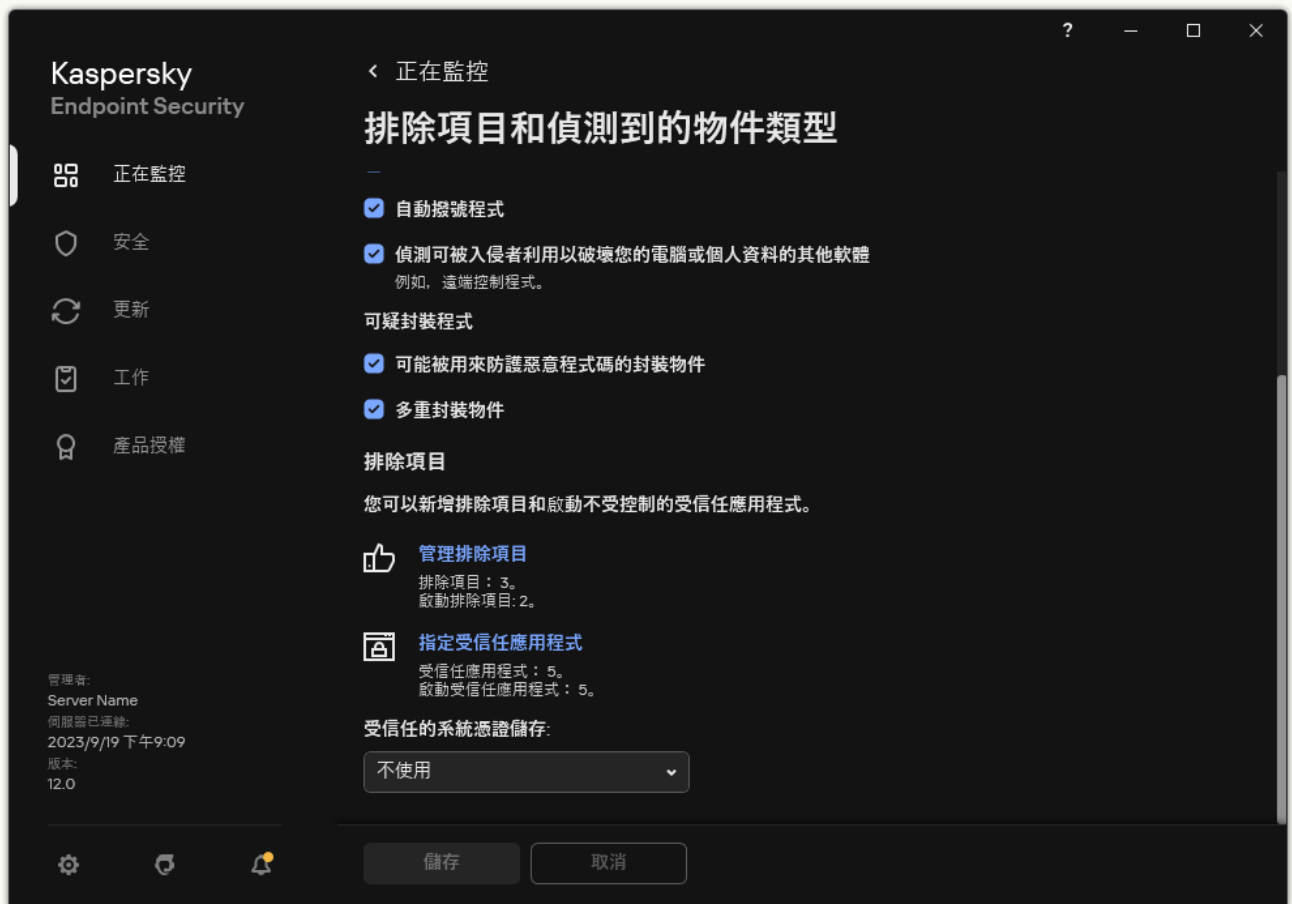 ?
Kaspersky
Endpoint Security
正在監控
安全
更新
工作
產品授權
管理者:
Server Name
伺服器已連線:
2023/9/19 下午9:09
版本:
12.0
正在監控
排除項目和偵測到的物件類型
自動撥號程式
偵測可被入侵者利用以破壞您的電腦或個人資料的其他軟體
例如，遠端控制程式。
可疑封裝程式
可能被用來防護惡意程式碼的封裝物件
多重封裝物件
排除項目
您可以新增排除項目和啟動不受控制的受信任應用程式。
管理排除項目
排除項目： 3。
啟動排除項目: 2。
指定受信任應用程式
受信任應用程式： 5。
啟動受信任應用程式： 5。
受信任的系統憑證儲存:
不使用
儲存
取消